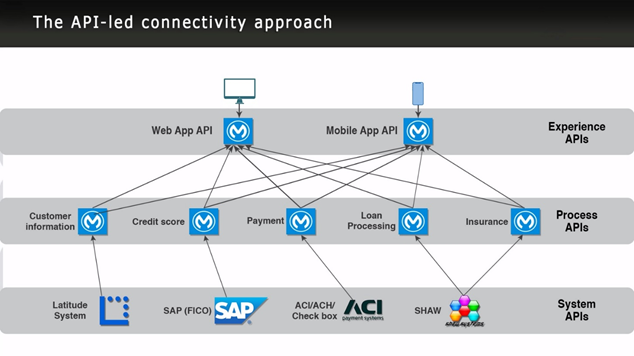 The API-led connectivity approach
Web App API
Mobile App API
Experience
APIs
Customer
information
Credit score
Payment
Loan
Processing
Insurance
Process
APIs
Latitude
System
SAP (FICO)
SAP
ACI/ACH/
Check box
ACI
payment systems
SHAW
System
APIs